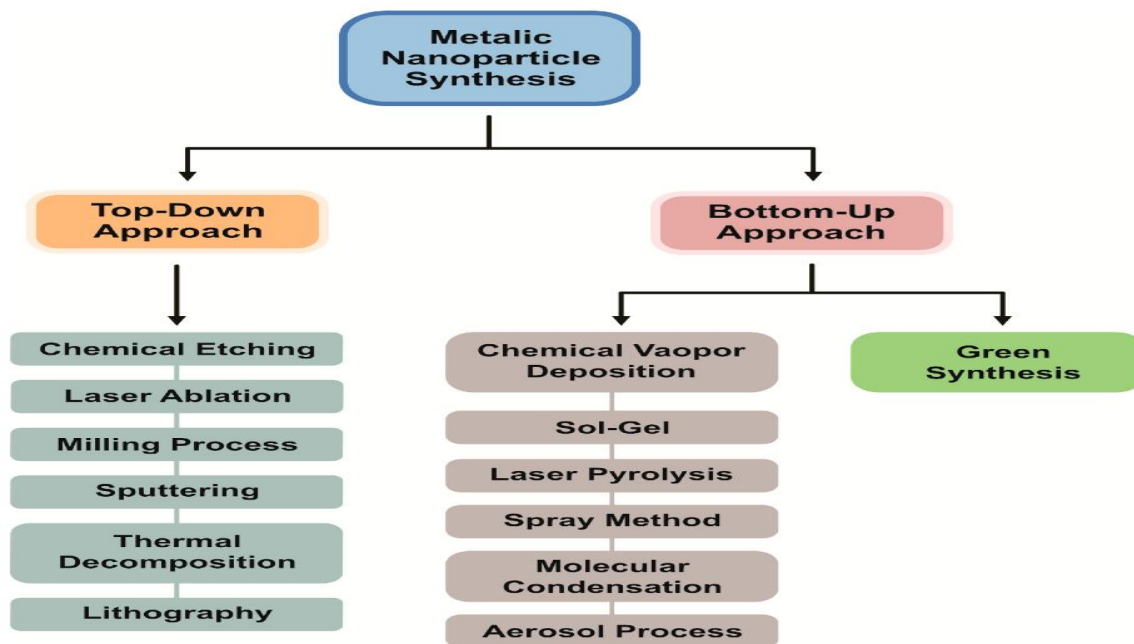 Metalic
Nanoparticle
Synthesis
Top-Down
Approach
Bottom-Up
Approach
Chemical Etching
Laser Ablation
Milling Process
Sputtering
Thermal
Decomposition
Lithography
Chemical Vaopor
Deposition
Sol-Gel
Laser Pyrolysis
Spray Method
Molecular
Condensation
Aerosol Process
Green
Synthesis